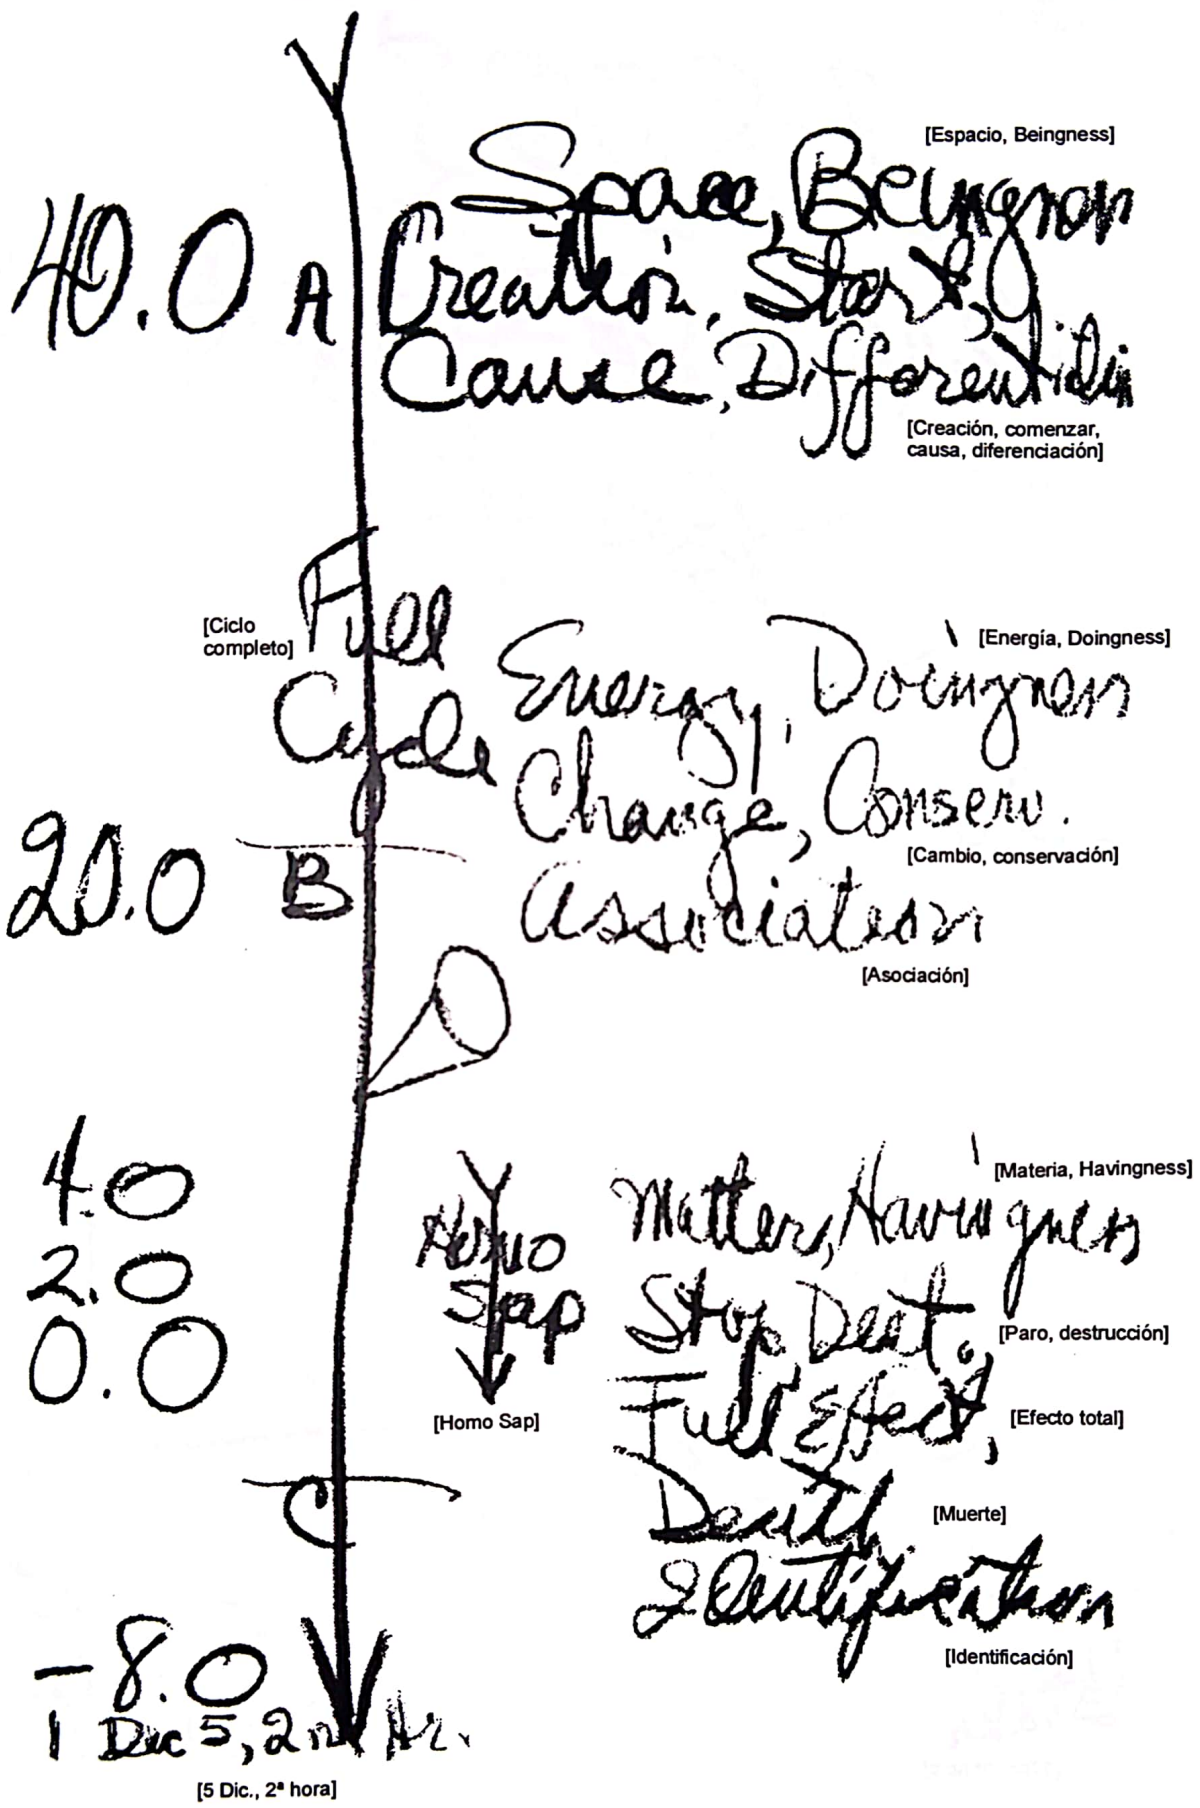 [Espacio, Beingness]
Space, Beingness
40.0 A Creation, Start,
Cause, Differentiatn
[Creación, comenzar,
causa, diferenciación]
Full
[Ciclo
completo]
Cycle
[Energía, Doingness]
Energy, Doingness
Change, Conserv.
[Cambio, conservación]
20.0 B Association
[Asociación]
4.0
[Materia, Havingness]
Homo Matter, Havingness
2.0
Sap Stop, Dest.,
[Paro, destrucción]
0.0
Full Effect,
[Efecto total]
[Homo Sap]
C
Death
[Muerte]
Identification
[Identificación]
-8.0
1 Dec 5, 2nd Hr.
[5 Dic., 2ª hora]